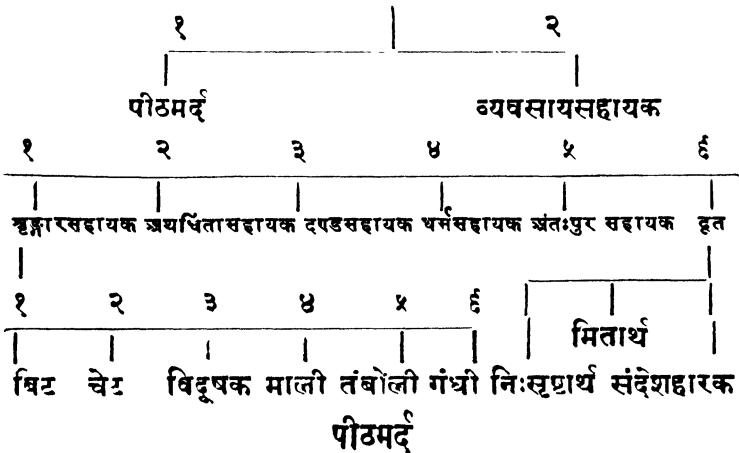 १ २
पीठमर्द व्यवसायसहायक
१ २ ३ ४ ५ ६
श्रृङ्गारसहायक अर्थचिंतासहायक दण्डसहायक धर्मसहायक अंतःपुर सहायक दूत
१ २ ३ ४ ५ ६
मितार्थ
विट चेट विदूषक माली तंबोली गंधी निःसृष्टार्थ संदेशहारक
पीठमर्द